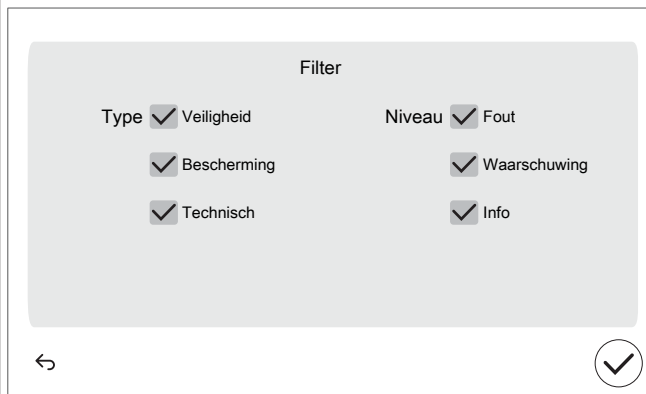 Filter
Type Veiligheid Niveau Fout
Bescherming Waarschuwing
Technisch Info